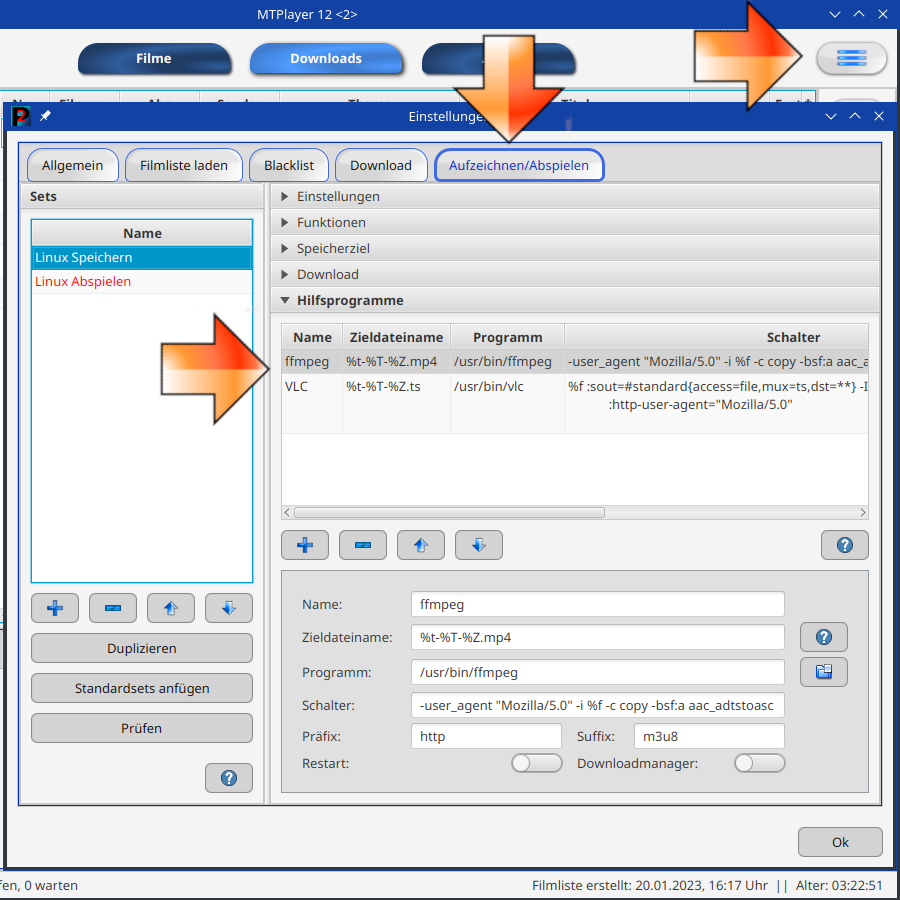 MTPlayer 12 <2>
Filme
Downloads
Einstellungen
Allgemein
Filmliste laden
Blacklist
Download
Aufzeichnen/Abspielen
Sets
Name
Linux Speichern
Linux Abspielen
Duplizieren
Standardsets anfügen
Prüfen
Einstellungen
Funktionen
Speicherziel
Download
Hilfsprogramme
Name Zieldateiname Programm Schalter
ffmpeg %t-%T-%Z.mp4 /usr/bin/ffmpeg -user_agent "Mozilla/5.0" -i %f -c copy -bsf:a aac_a
VLC %t-%T-%Z.ts /usr/bin/vlc %f :sout=#standard{access=file,mux=ts,dst=**} -I
:http-user-agent="Mozilla/5.0"
Name: ffmpeg
Zieldateiname: %t-%T-%Z.mp4
Programm: /usr/bin/ffmpeg
Schalter: -user_agent "Mozilla/5.0" -i %f -c copy -bsf:a aac_adtstoasc
Präfix: http Suffix: m3u8
Restart: Downloadmanager:
Ok
fen, 0 warten
Filmliste erstellt: 20.01.2023, 16:17 Uhr || Alter: 03:22:51